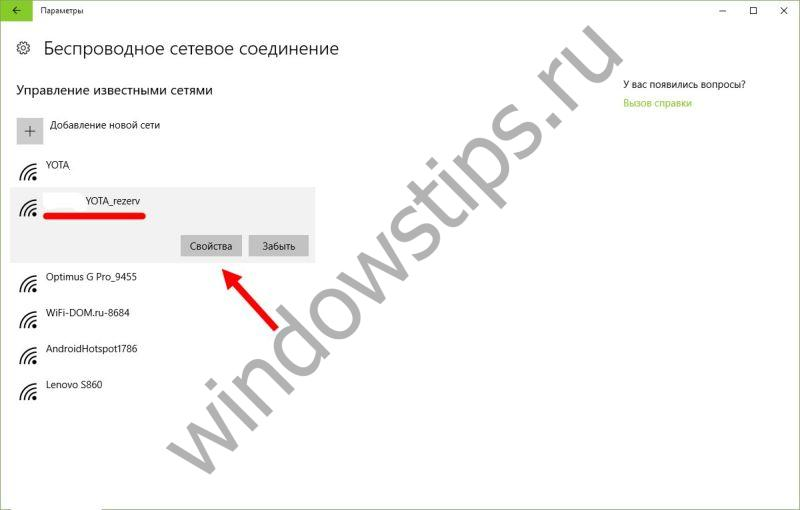 Параметры
Беспроводное сетевое соединение
Управление известными сетями
У вас появились вопросы?
Вызов справки
Добавление новой сети
YOTA
YOTA_rezerv
Свойства
Забыть
Optimus G Pro_9455
WiFi-DOM.ru-8684
AndroidHotspot1786
Lenovo S860
windowstips.ru